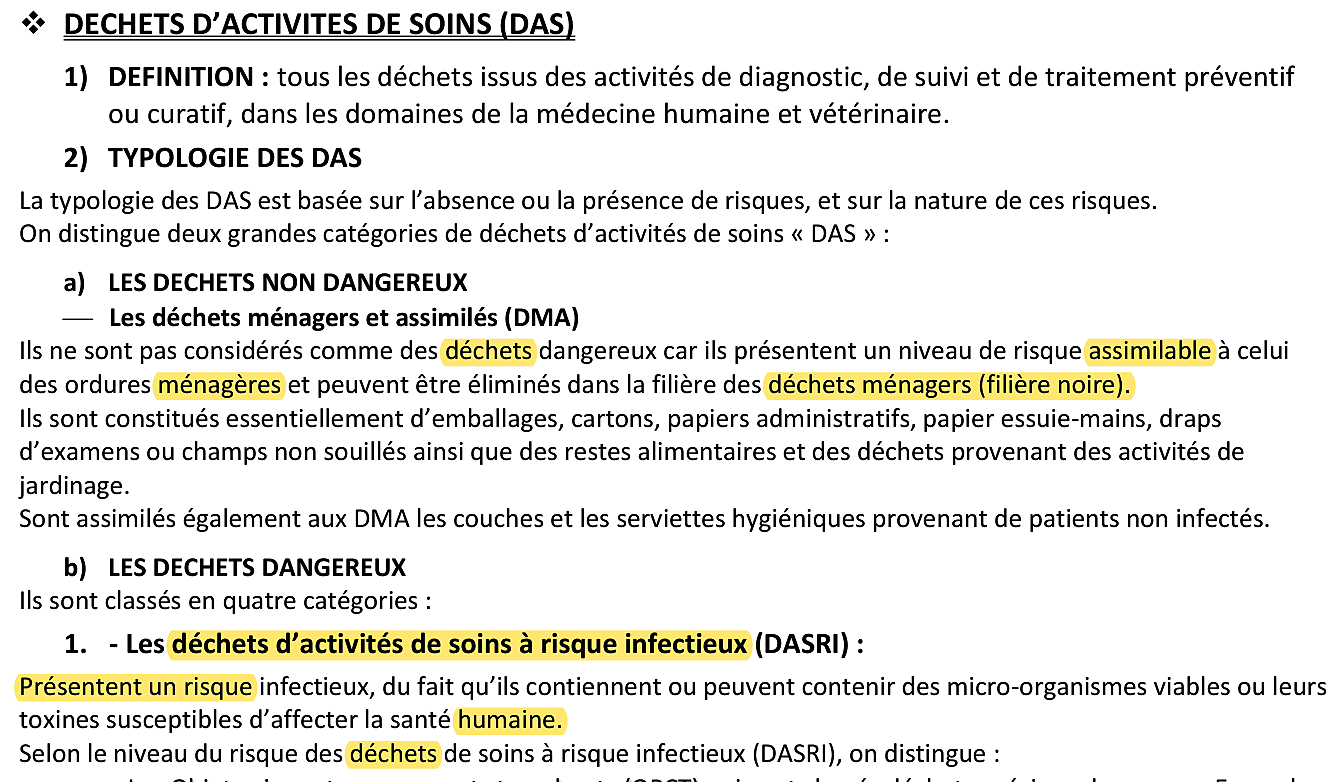 ❖ DECHETS D’ACTIVITES DE SOINS (DAS)
1) DEFINITION : tous les déchets issus des activités de diagnostic, de suivi et de traitement préventif
ou curatif, dans les domaines de la médecine humaine et vétérinaire.
2) TYPOLOGIE DES DAS
La typologie des DAS est basée sur l’absence ou la présence de risques, et sur la nature de ces risques.
On distingue deux grandes catégories de déchets d’activités de soins « DAS » :
a) LES DECHETS NON DANGEREUX
— Les déchets ménagers et assimilés (DMA)
Ils ne sont pas considérés comme des déchets dangereux car ils présentent un niveau de risque assimilable à celui
des ordures ménagères et peuvent être éliminés dans la filière des déchets ménagers (filière noire).
Ils sont constitués essentiellement d’emballages, cartons, papiers administratifs, papier essuie-mains, draps
d’examens ou champs non souillés ainsi que des restes alimentaires et des déchets provenant des activités de
jardinage.
Sont assimilés également aux DMA les couches et les serviettes hygiéniques provenant de patients non infectés.
b) LES DECHETS DANGEREUX
Ils sont classés en quatre catégories :
1. - Les déchets d’activités de soins à risque infectieux (DASRI) :
Présentent un risque infectieux, du fait qu’ils contiennent ou peuvent contenir des micro-organismes viables ou leurs
toxines susceptibles d’affecter la santé humaine.
Selon le niveau du risque des déchets de soins à risque infectieux (DASRI), on distingue :